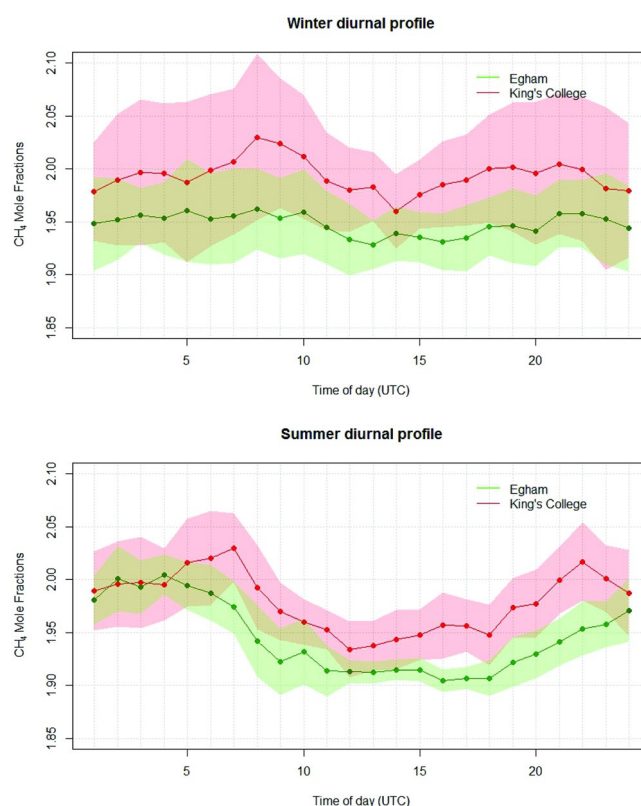 Winter diurnal profile
2.10
2.05
2.00
1.95
1.90
1.85
CH₄ Mole Fractions
Egham
King's College
5 10 15 20
Time of day (UTC)
Summer diurnal profile
2.10
2.05
2.00
1.95
1.90
1.85
CH₄ Mole Fractions
Egham
King's College
5 10 15 20
Time of day (UTC)